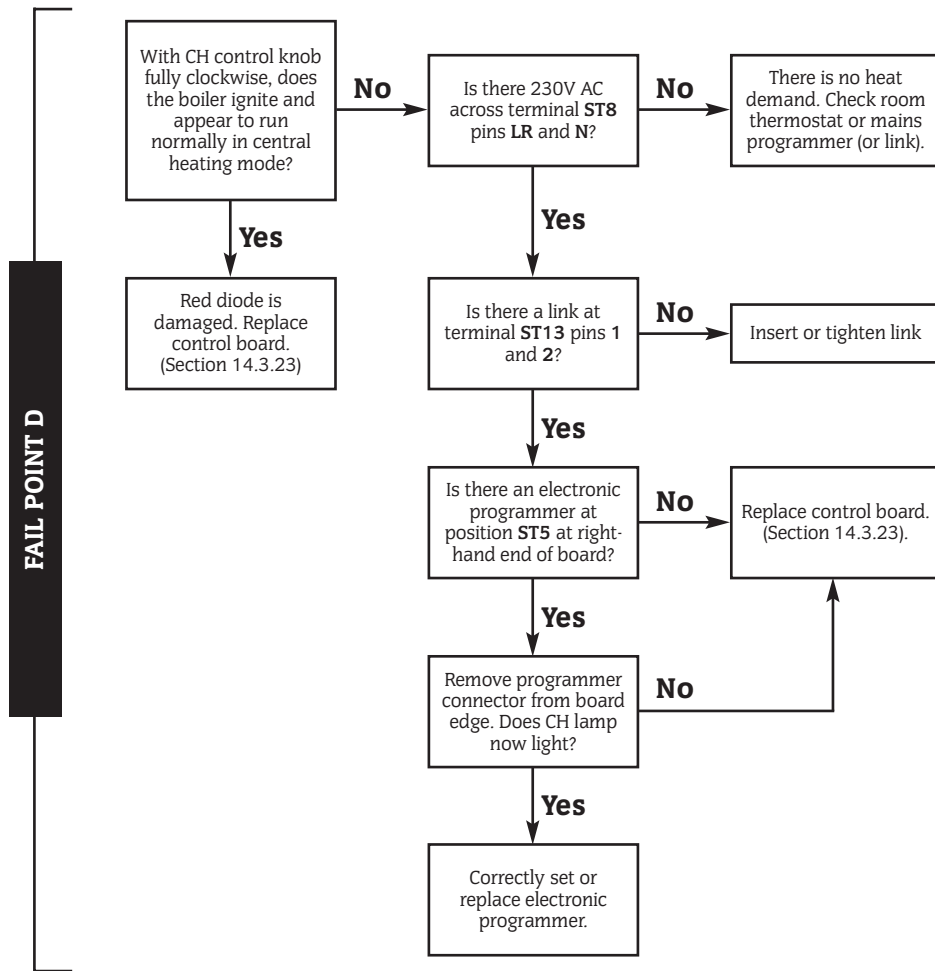 FAIL POINT D
With CH control knob
fully clockwise, does
the boiler ignite and
appear to run
normally in central
heating mode?
No
Is there 230V AC
across terminal ST8
pins LR and N?
No
There is no heat
demand. Check room
thermostat or mains
programmer (or link).
Yes
Yes
Red diode is
damaged. Replace
control board.
(Section 14.3.23)
Is there a link at
terminal ST13 pins 1
and 2?
No
Insert or tighten link
Yes
Is there an electronic
programmer at
position ST5 at right-
hand end of board?
No
Replace control board.
(Section 14.3.23).
Yes
Remove programmer
connector from board
edge. Does CH lamp
now light?
No
Yes
Correctly set or
replace electronic
programmer.